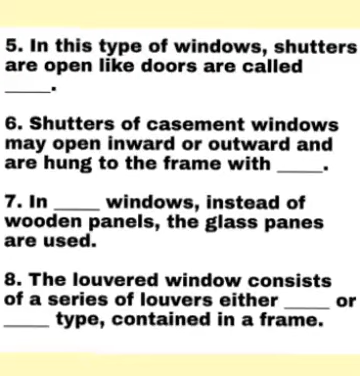 5. In this type of windows, shutters
are open like doors are called
_____.
6. Shutters of casement windows
may open inward or outward and
are hung to the frame with _____.
7. In _____ windows, instead of
wooden panels, the glass panes
are used.
8. The louvered window consists
of a series of louvers either _____ or
_____ type, contained in a frame.